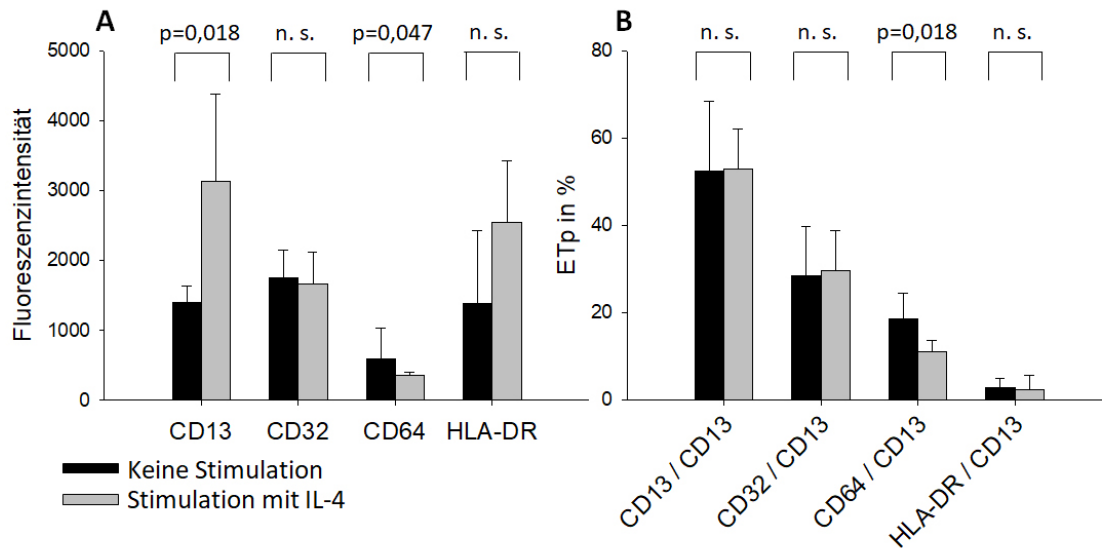 A
p=0,018 n. s. p=0,047 n. s.
5000
4000
3000
2000
1000
0
Fluoreszenzintensität
CD13 CD32 CD64 HLA-DR
Keine Stimulation
Stimulation mit IL-4
B
n. s. n. s. p=0,018 n. s.
80
60
40
20
0
ETp in %
CD13 / CD13
CD32 / CD13
CD64 / CD13
HLA-DR / CD13